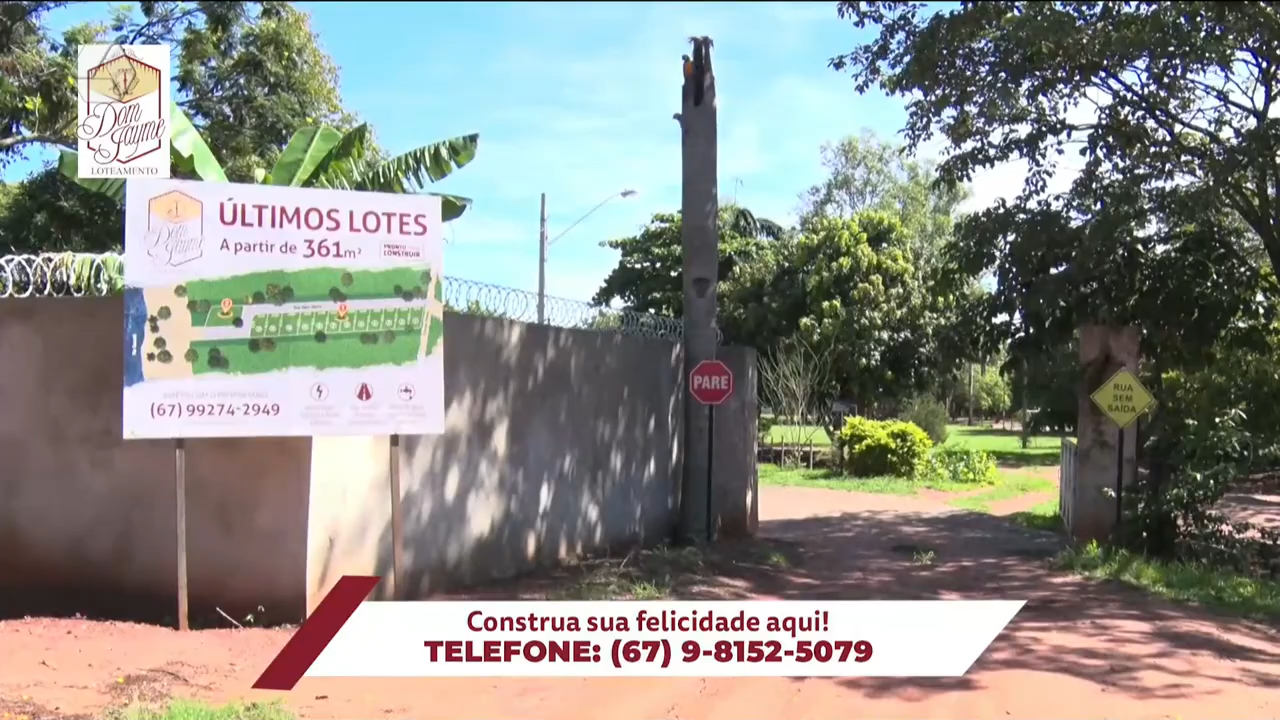 Dom
Jayme
LOTEAMENTO
Dom
Jayme
ÚLTIMOS LOTES
A partir de 361m²
PRONTO PARA
CONSTRUIR
(67) 99274-2949
PARE
RUA
SEM
SAÍDA
Construa sua felicidade aqui!
TELEFONE: (67) 9-8152-5079